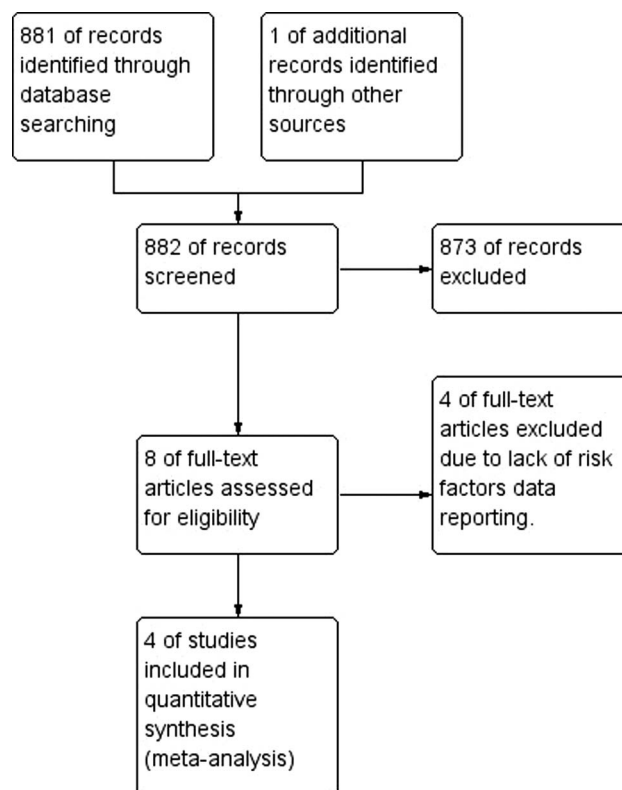 881 of records
identified through
database
searching
1 of additional
records identified
through other
sources
882 of records
screened
873 of records
excluded
8 of full-text
articles assessed
for eligibility
4 of full-text
articles excluded
due to lack of risk
factors data
reporting.
4 of studies
included in
quantitative
synthesis
(meta-analysis)